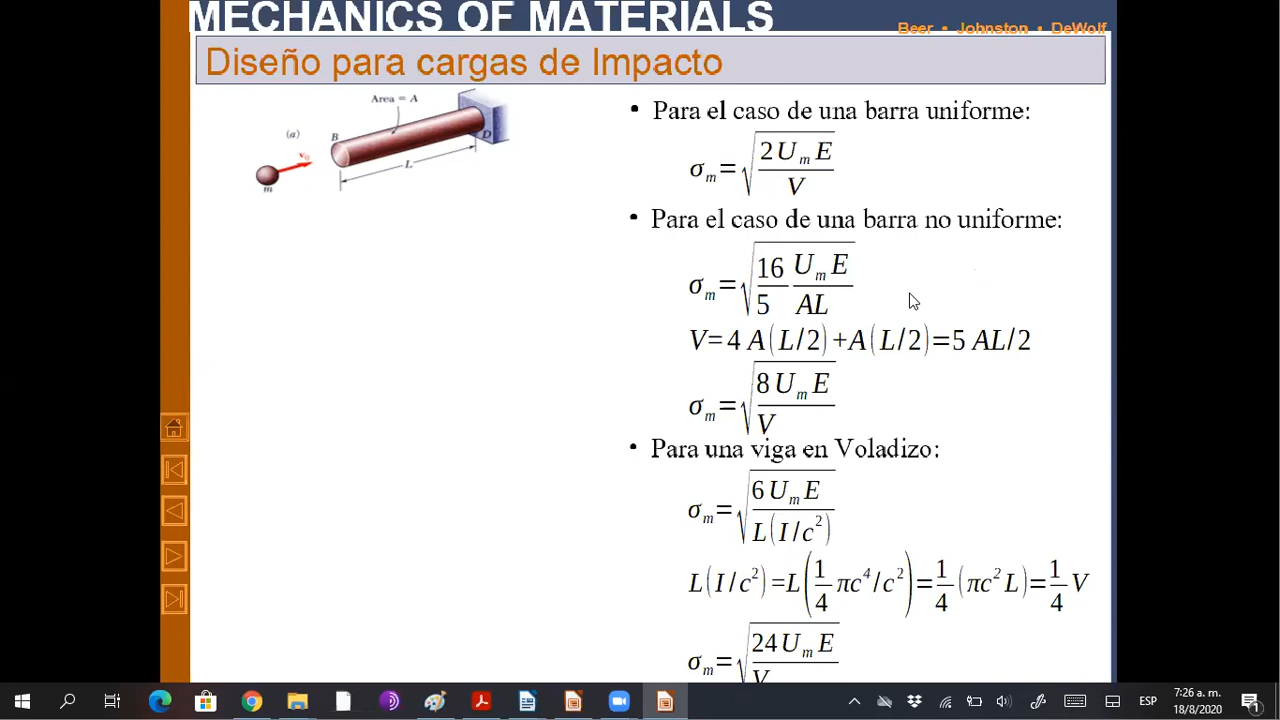 MECHANICS OF MATERIALS
Beer • Johnston • DeWolf
Diseño para cargas de Impacto
Area = A
(a)
B
D
v₀
L
m
• Para el caso de una barra uniforme:
σₘ=√(2UₘE/V)
• Para el caso de una barra no uniforme:
σₘ=√(16/5 UₘE/AL)
V=4A(L/2)+A(L/2)=5AL/2
σₘ=√(8UₘE/V)
• Para una viga en Voladizo:
σₘ=√(6UₘE/L(I/c²))
L(I/c²)=L(1/4 πc⁴/c²)=1/4(πc²L)=1/4 V
σₘ=√(24UₘE/V)
ESP
7:26 a. m.
18/8/2020
1